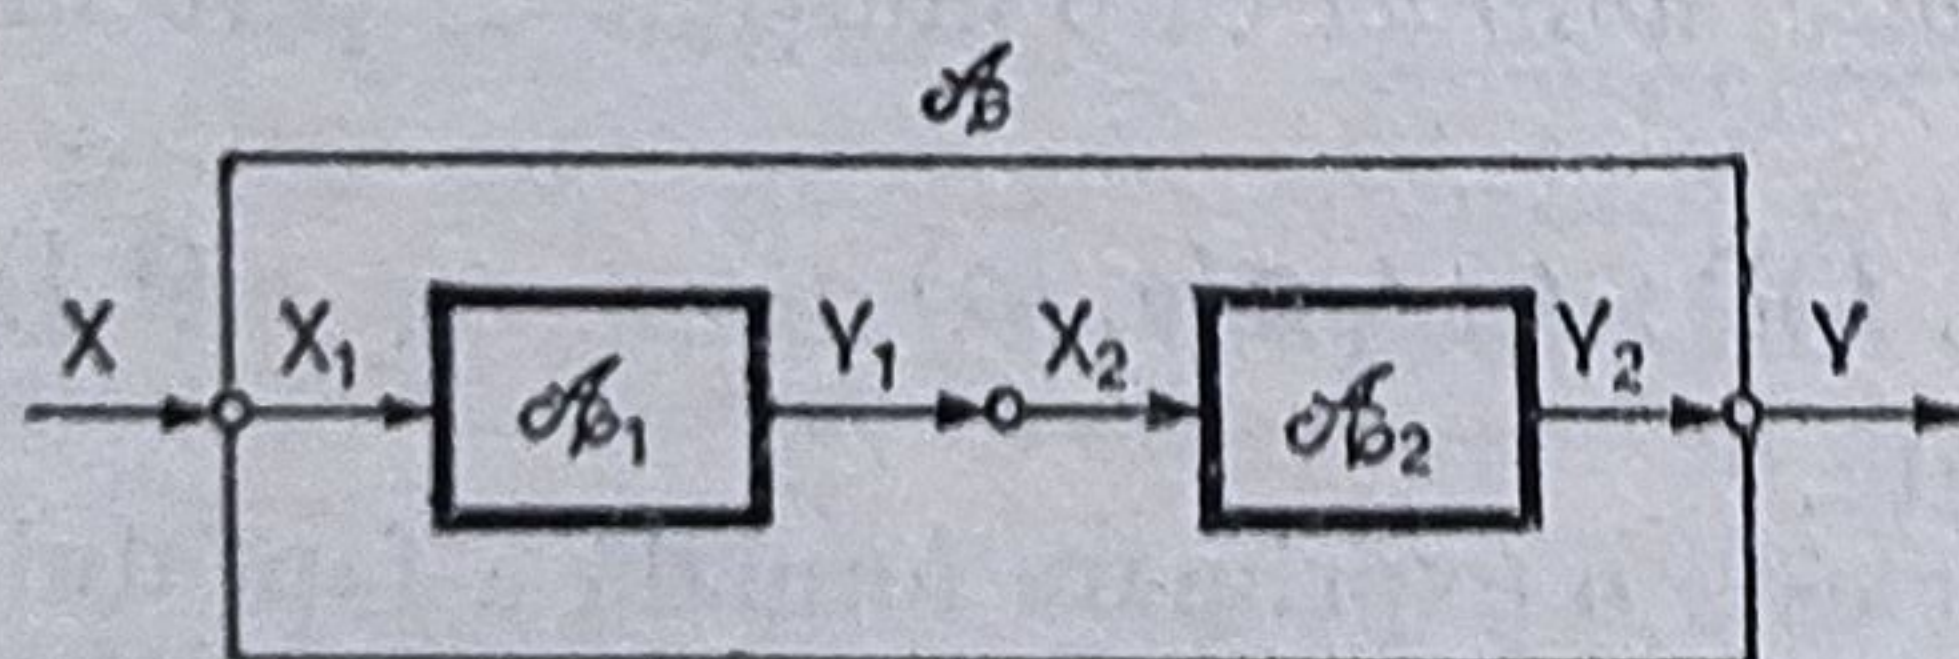 𝒜
X X₁ 𝒜₁ Y₁ X₂ 𝒜₂ Y₂ Y